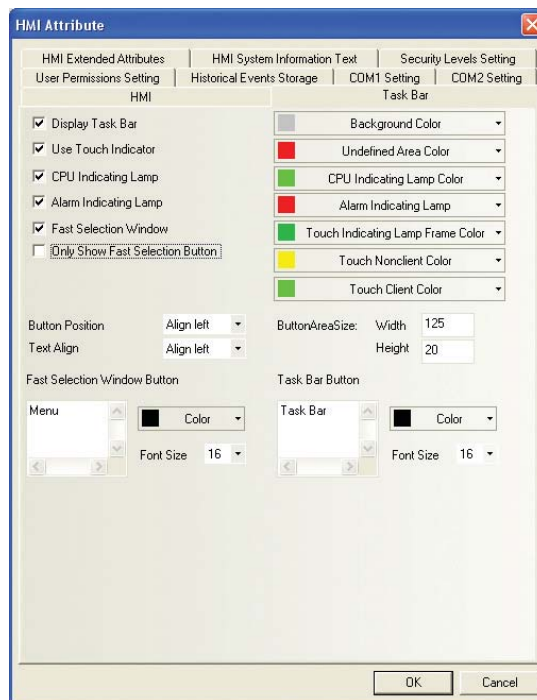 HMI Attribute
HMI Extended Attributes
HMI System Information Text
Security Levels Setting
User Permissions Setting
Historical Events Storage
COM1 Setting
COM2 Setting
HMI
Task Bar
Display Task Bar
Background Color
Use Touch Indicator
Undefined Area Color
CPU Indicating Lamp
CPU Indicating Lamp Color
Alarm Indicating Lamp
Alarm Indicating Lamp
Fast Selection Window
Touch Indicating Lamp Frame Color
Only Show Fast Selection Button
Touch Nonclient Color
Touch Client Color
Button Position
Align left
ButtonAreaSize:
Width
125
Text Align
Align left
Height
20
Fast Selection Window Button
Task Bar Button
Menu
Color
Task Bar
Color
Font Size
16
Font Size
16
OK
Cancel